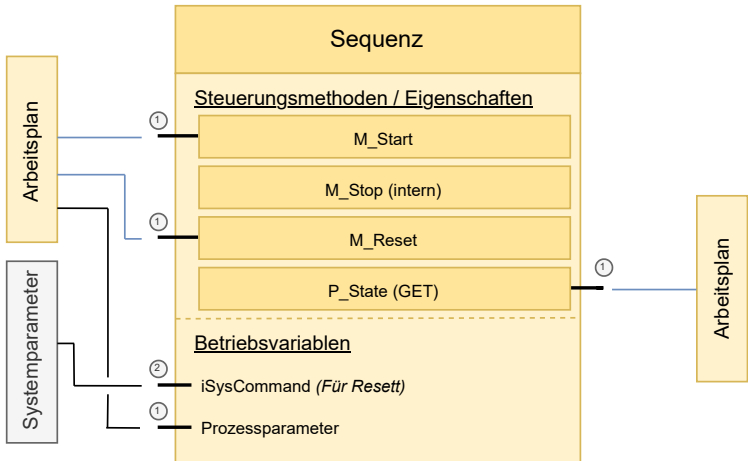 Sequenz
Steuerungsmethoden / Eigenschaften
Arbeitsplan
1
M_Start
M_Stop (intern)
1
M_Reset
1
P_State (GET)
Arbeitsplan
Systemparameter
Betriebsvariablen
2
iSysCommand (Für Resett)
1
Prozessparameter